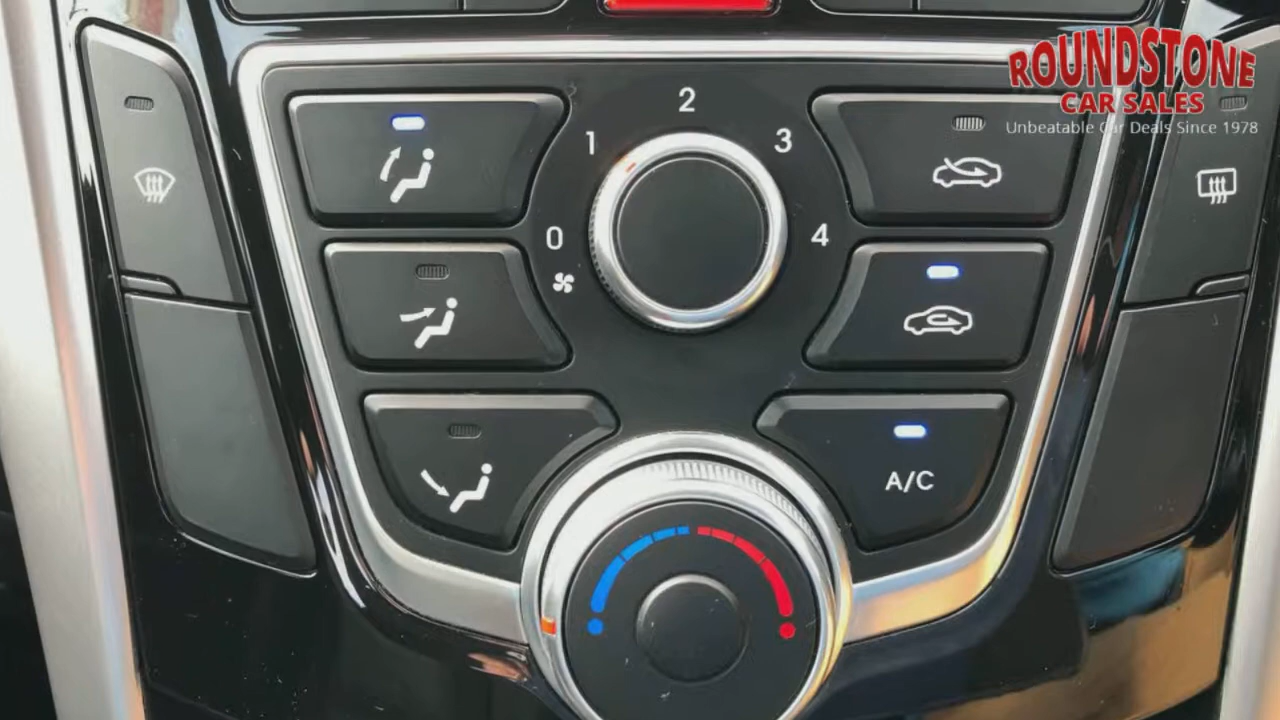 ROUNDSTONE
CAR SALES
Unbeatable Car Deals Since 1978
0
1
2
3
4
A/C